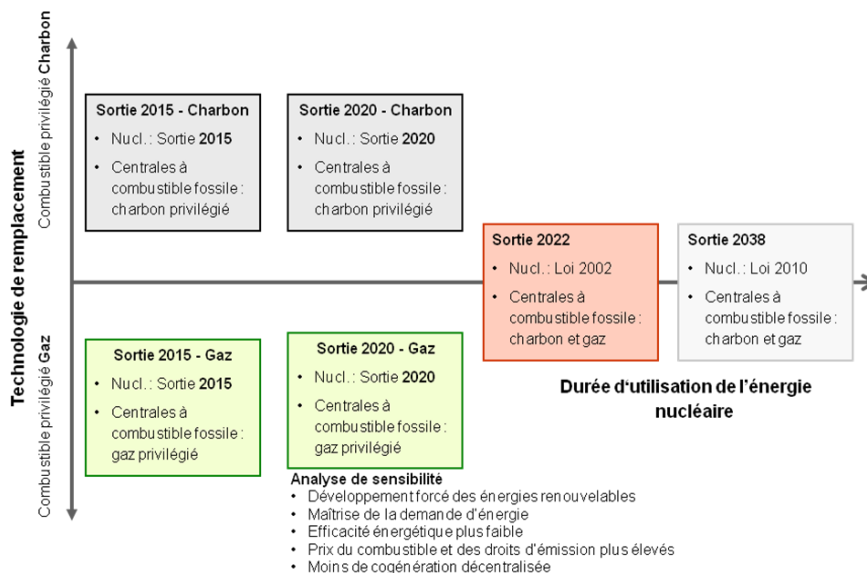 Technologie de remplacement
Combustible privilégié Charbon
Combustible privilégié Gaz
Sortie 2015 - Charbon
• Nucl.: Sortie 2015
• Centrales à
combustible fossile :
charbon privilégié
Sortie 2020 - Charbon
• Nucl.: Sortie 2020
• Centrales à
combustible fossile :
charbon privilégié
Sortie 2022
• Nucl.: Loi 2002
• Centrales à
combustible fossile :
charbon et gaz
Sortie 2038
• Nucl.: Loi 2010
• Centrales à
combustible fossile :
charbon et gaz
Sortie 2015 - Gaz
• Nucl.: Sortie 2015
• Centrales à
combustible fossile :
gaz privilégié
Sortie 2020 - Gaz
• Nucl.: Sortie 2020
• Centrales à
combustible fossile :
gaz privilégié
Durée d‘utilisation de l’énergie
nucléaire
Analyse de sensibilité
• Développement forcé des énergies renouvelables
• Maîtrise de la demande d'énergie
• Efficacité énergétique plus faible
• Prix du combustible et des droits d'émission plus élevés
• Moins de cogénération décentralisée